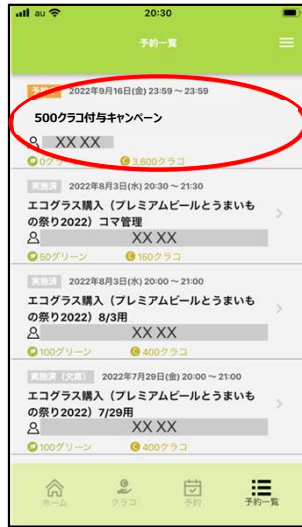 au 20:30
予約一覧
予約中 2022年9月16日(金) 23:59 ~ 23:59
500クラコ付与キャンペーン
XX XX
0グリーン 3,600クラコ
実施済 2022年8月3日(水) 20:30 ~ 21:30
エコグラス購入（プレミアムビールとうまいも
の祭り2022）コマ管理
XX XX
50グリーン 150クラコ
実施済 2022年8月3日(水) 20:00 ~ 21:00
エコグラス購入（プレミアムビールとうまいも
の祭り2022）8/3用
XX XX
100グリーン 400クラコ
実施済（欠席） 2022年7月29日(金) 20:00 ~ 21:00
エコグラス購入（プレミアムビールとうまいも
の祭り2022）7/29用
XX XX
100グリーン 400クラコ
ホーム クラコ 予約 予約一覧